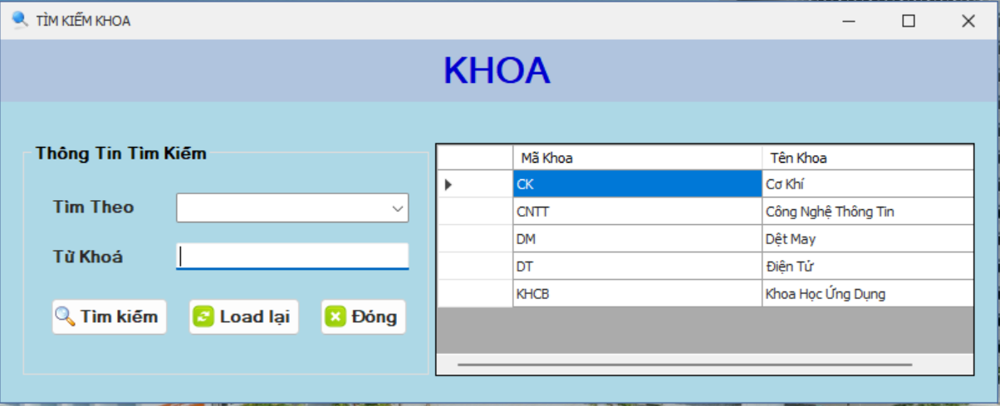 TÌM KIẾM KHOA
KHOA
Thông Tin Tìm Kiếm
Tìm Theo
Từ Khoá
Tìm kiếm Load lại Đóng
Mã Khoa Tên Khoa
CK Cơ Khí
CNTT Công Nghệ Thông Tin
DM Dệt May
DT Điện Tử
KHCB Khoa Học Ứng Dụng